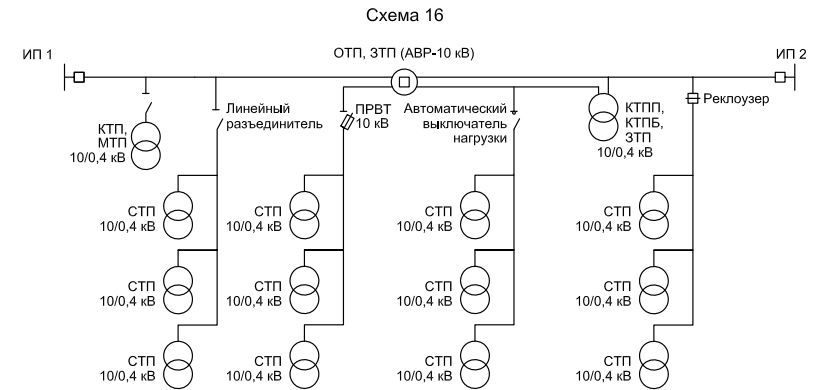 Схема 16
ИП 1
ОТП, ЗТП (АВР-10 кВ)
ИП 2
КТП,
МТП
10/0,4 кВ
Линейный
разъединитель
ПРВТ
10 кВ
Автоматический
выключатель
нагрузки
КТПП,
КТПБ,
ЗТП
10/0,4 кВ
Реклоузер
СТП
10/0,4 кВ
СТП
10/0,4 кВ
СТП
10/0,4 кВ
СТП
10/0,4 кВ
СТП
10/0,4 кВ
СТП
10/0,4 кВ
СТП
10/0,4 кВ
СТП
10/0,4 кВ
СТП
10/0,4 кВ
СТП
10/0,4 кВ
СТП
10/0,4 кВ
СТП
10/0,4 кВ